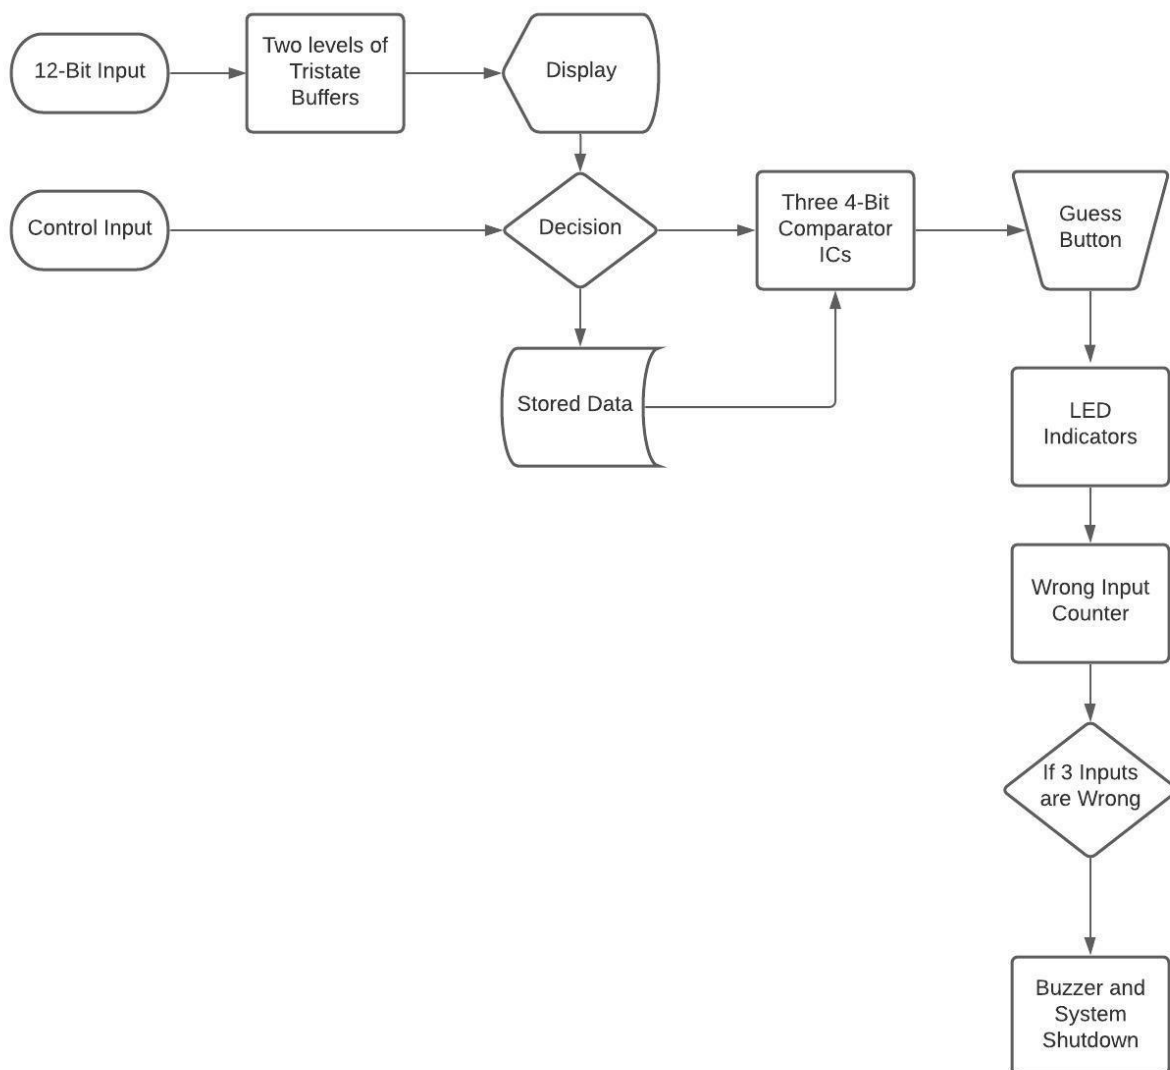 12-Bit Input
Two levels of
Tristate
Buffers
Display
Control Input
Decision
Three 4-Bit
Comparator
ICs
Guess
Button
Stored Data
LED
Indicators
Wrong Input
Counter
If 3 Inputs
are Wrong
Buzzer and
System
Shutdown